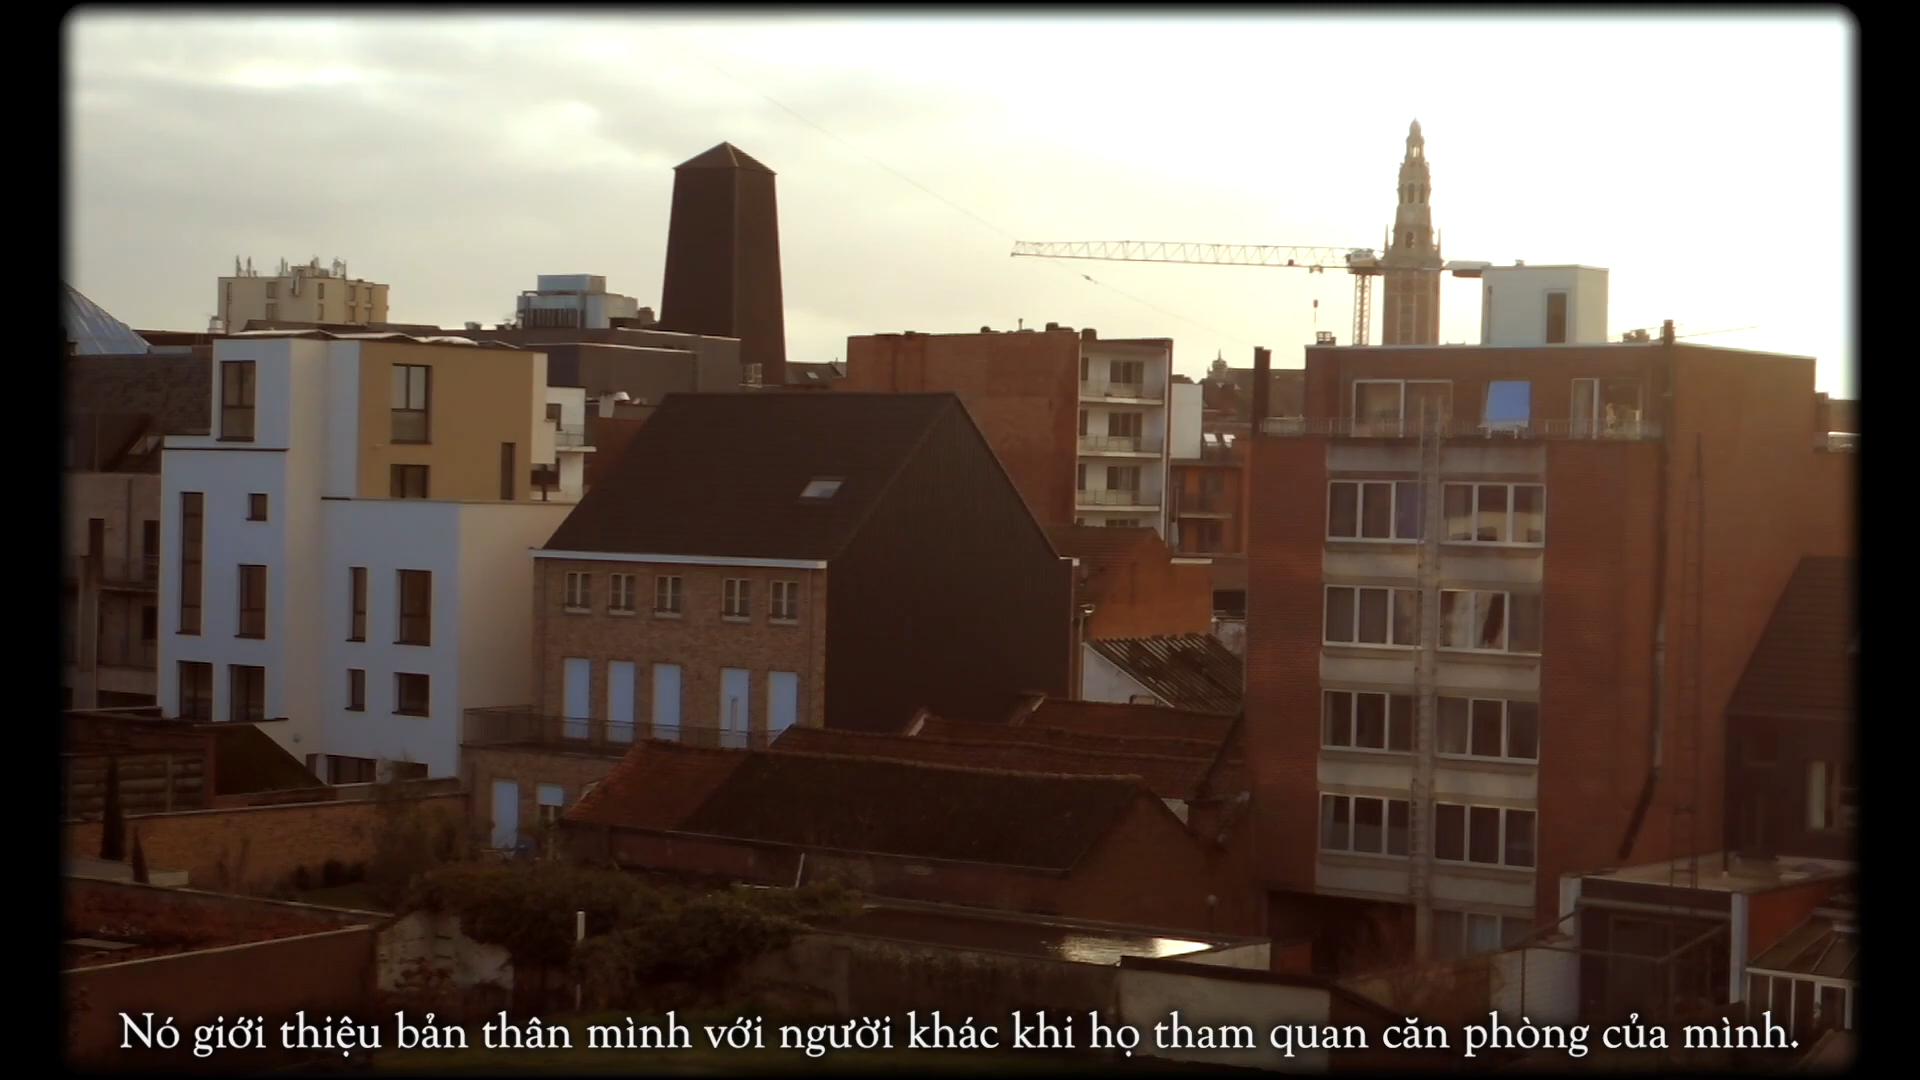 Nó giới thiệu bản thân mình với người khác khi họ tham quan căn phòng của mình.